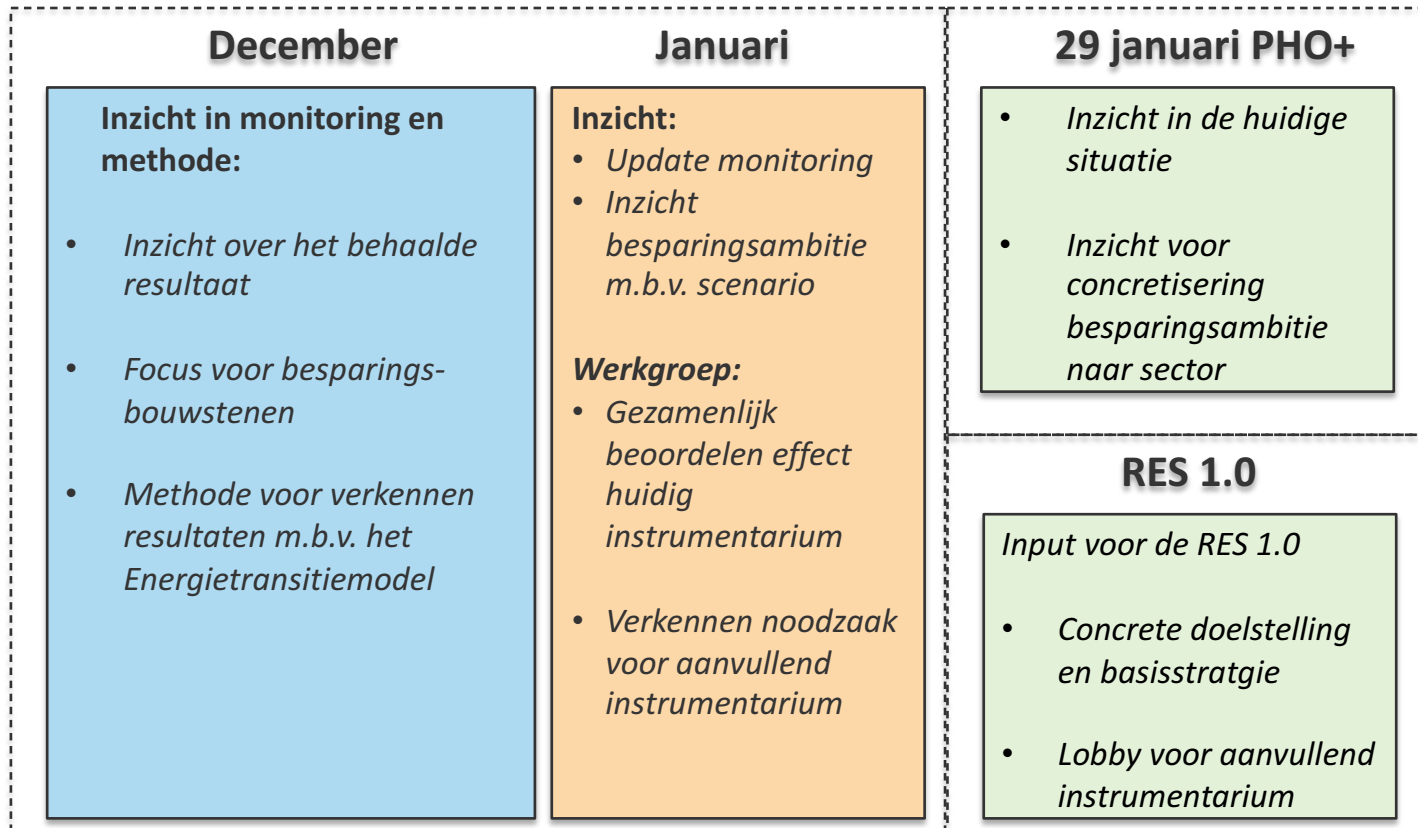 December
Inzicht in monitoring en
methode:
• Inzicht over het behaalde
resultaat
• Focus voor besparings-
bouwstenen
• Methode voor verkennen
resultaten m.b.v. het
Energietransitiemodel
Januari
Inzicht:
• Update monitoring
• Inzicht
besparingsambitie
m.b.v. scenario
Werkgroep:
• Gezamenlijk
beoordelen effect
huidig
instrumentarium
• Verkennen noodzaak
voor aanvullend
instrumentarium
29 januari PHO+
• Inzicht in de huidige
situatie
• Inzicht voor
concretisering
besparingsambitie
naar sector
RES 1.0
Input voor de RES 1.0
• Concrete doelstelling
en basisstratgie
• Lobby voor aanvullend
instrumentarium